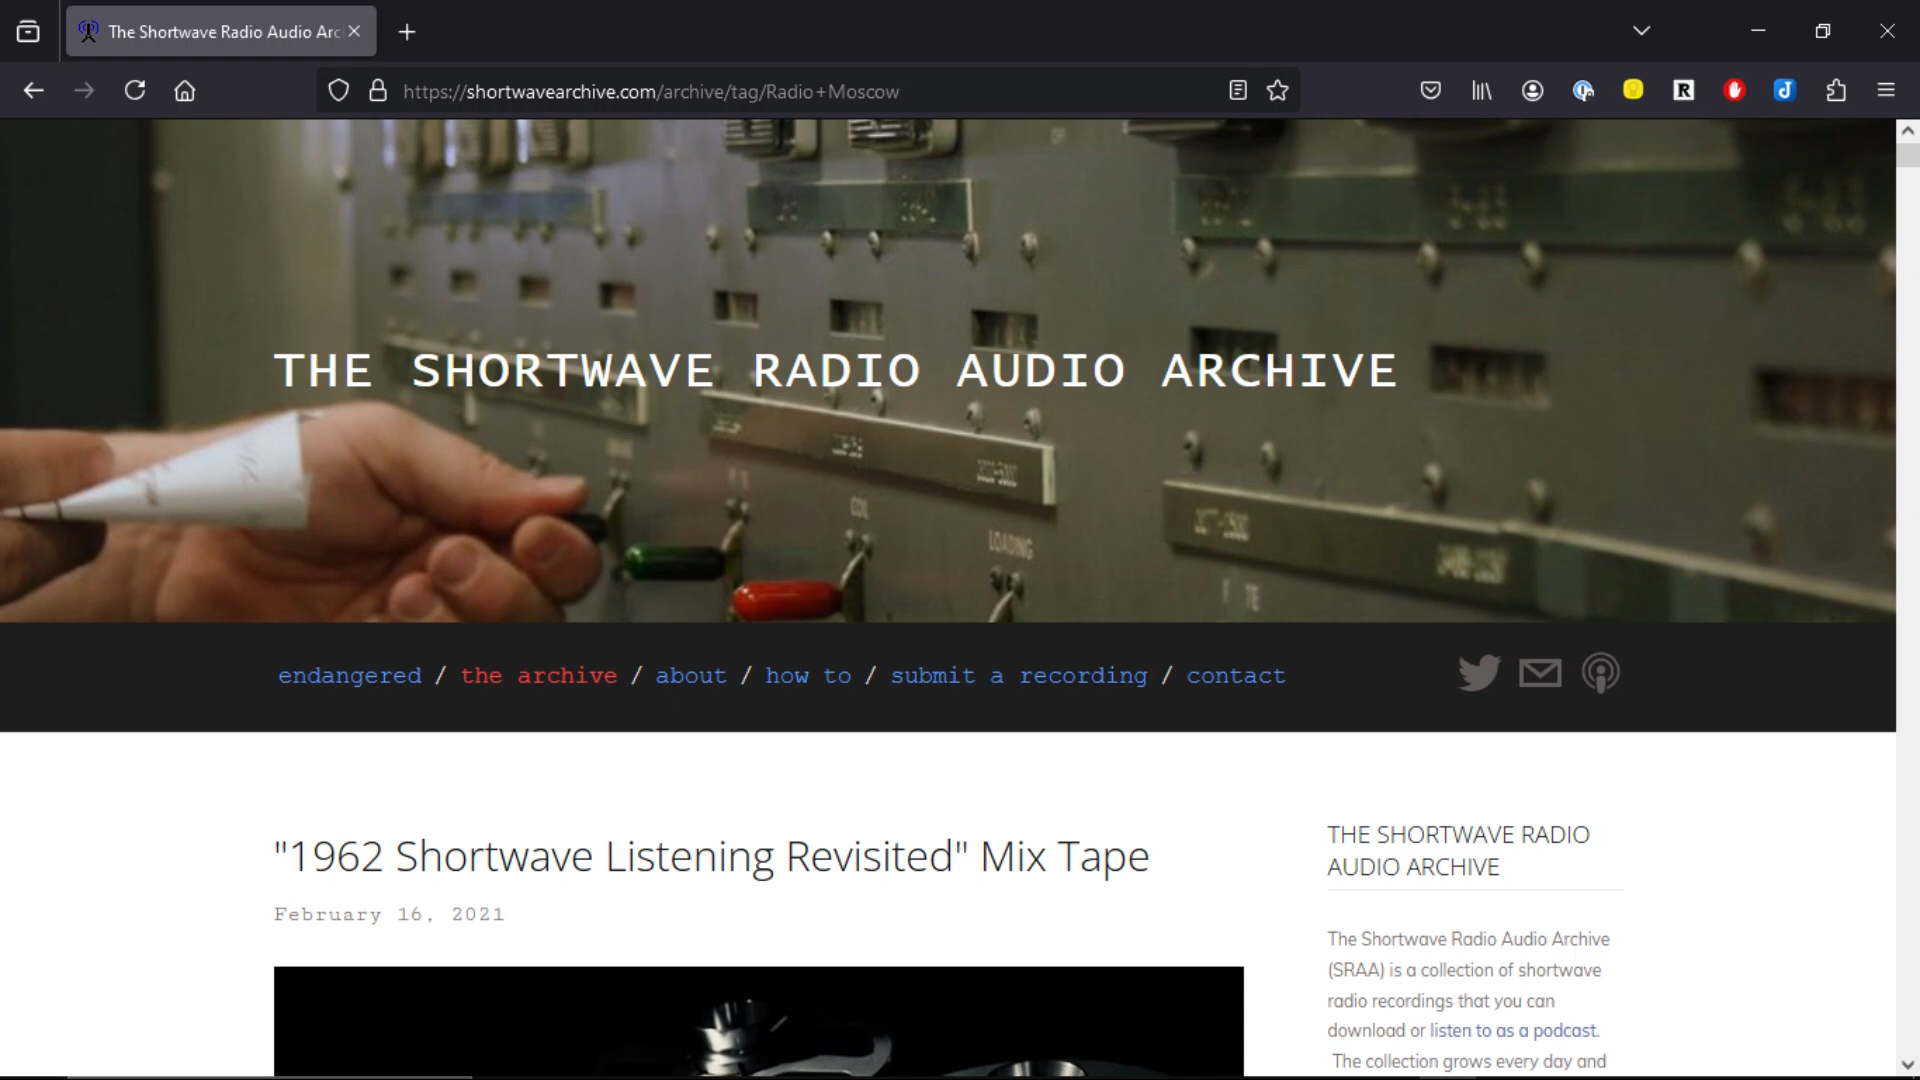 The Shortwave Radio Audio Arc
https://shortwavearchive.com/archive/tag/Radio+Moscow
THE SHORTWAVE RADIO AUDIO ARCHIVE
COIL
LOADING
endangered / the archive / about / how to / submit a recording / contact
"1962 Shortwave Listening Revisited" Mix Tape
February 16, 2021
THE SHORTWAVE RADIO
AUDIO ARCHIVE
The Shortwave Radio Audio Archive
(SRAA) is a collection of shortwave
radio recordings that you can
download or listen to as a podcast.
The collection grows every day and